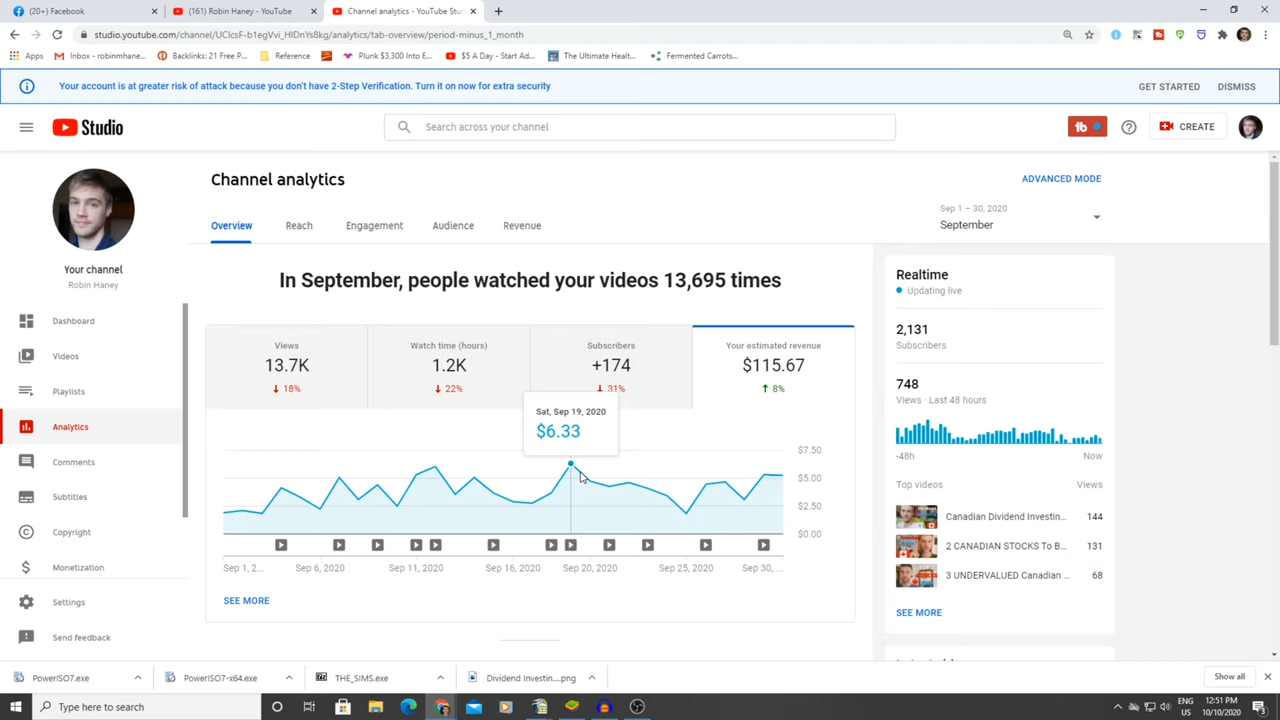 (20+) Facebook
(161) Robin Haney - YouTube
Channel analytics - YouTube Stu
studio.youtube.com/channel/UCIcsF-b1egVvi_HIDnYs8kg/analytics/tab-overview/period-minus_1_month
Apps
Inbox - robinmhane...
Backlinks: 21 Free P...
Reference
Plunk $3,300 Into E...
$5 A Day - Start Ad...
The Ultimate Healt...
Fermented Carrots...
Your account is at greater risk of attack because you don't have 2-Step Verification. Turn it on now for extra security
GET STARTED
DISMISS
Studio
Search across your channel
tb
CREATE
Your channel
Robin Haney
Dashboard
Videos
Playlists
Analytics
Comments
Subtitles
Copyright
Monetization
Settings
Send feedback
Channel analytics
ADVANCED MODE
Overview
Reach
Engagement
Audience
Revenue
Sep 1 – 30, 2020
September
In September, people watched your videos 13,695 times
Views
13.7K
18%
Watch time (hours)
1.2K
22%
Subscribers
+174
31%
Your estimated revenue
$115.67
8%
Sat, Sep 19, 2020
$6.33
$7.50
$5.00
$2.50
$0.00
Sep 1, 2...
Sep 6, 2020
Sep 11, 2020
Sep 16, 2020
Sep 20, 2020
Sep 25, 2020
Sep 30, ...
SEE MORE
Realtime
Updating live
2,131
Subscribers
748
Views · Last 48 hours
-48h
Now
Top videos
Views
Canadian Dividend Investin...
144
2 CANADIAN STOCKS To B...
131
3 UNDERVALUED Canadian ...
68
SEE MORE
PowerISO7.exe
PowerISO7-x64.exe
THE_SIMS.exe
Dividend Investin....png
Show all
Type here to search
ENG
US
12:51 PM
10/10/2020